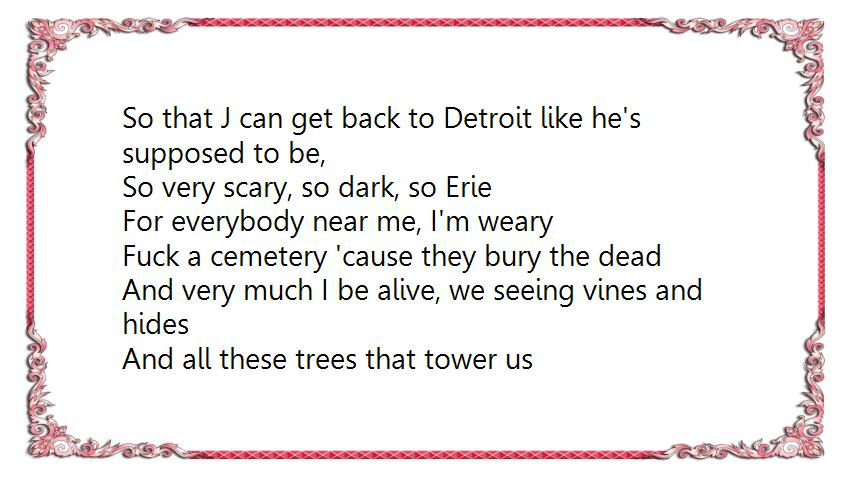 So that J can get back to Detroit like he's
supposed to be,
So very scary, so dark, so Erie
For everybody near me, I'm weary
Fuck a cemetery 'cause they bury the dead
And very much I be alive, we seeing vines and
hides
And all these trees that tower us